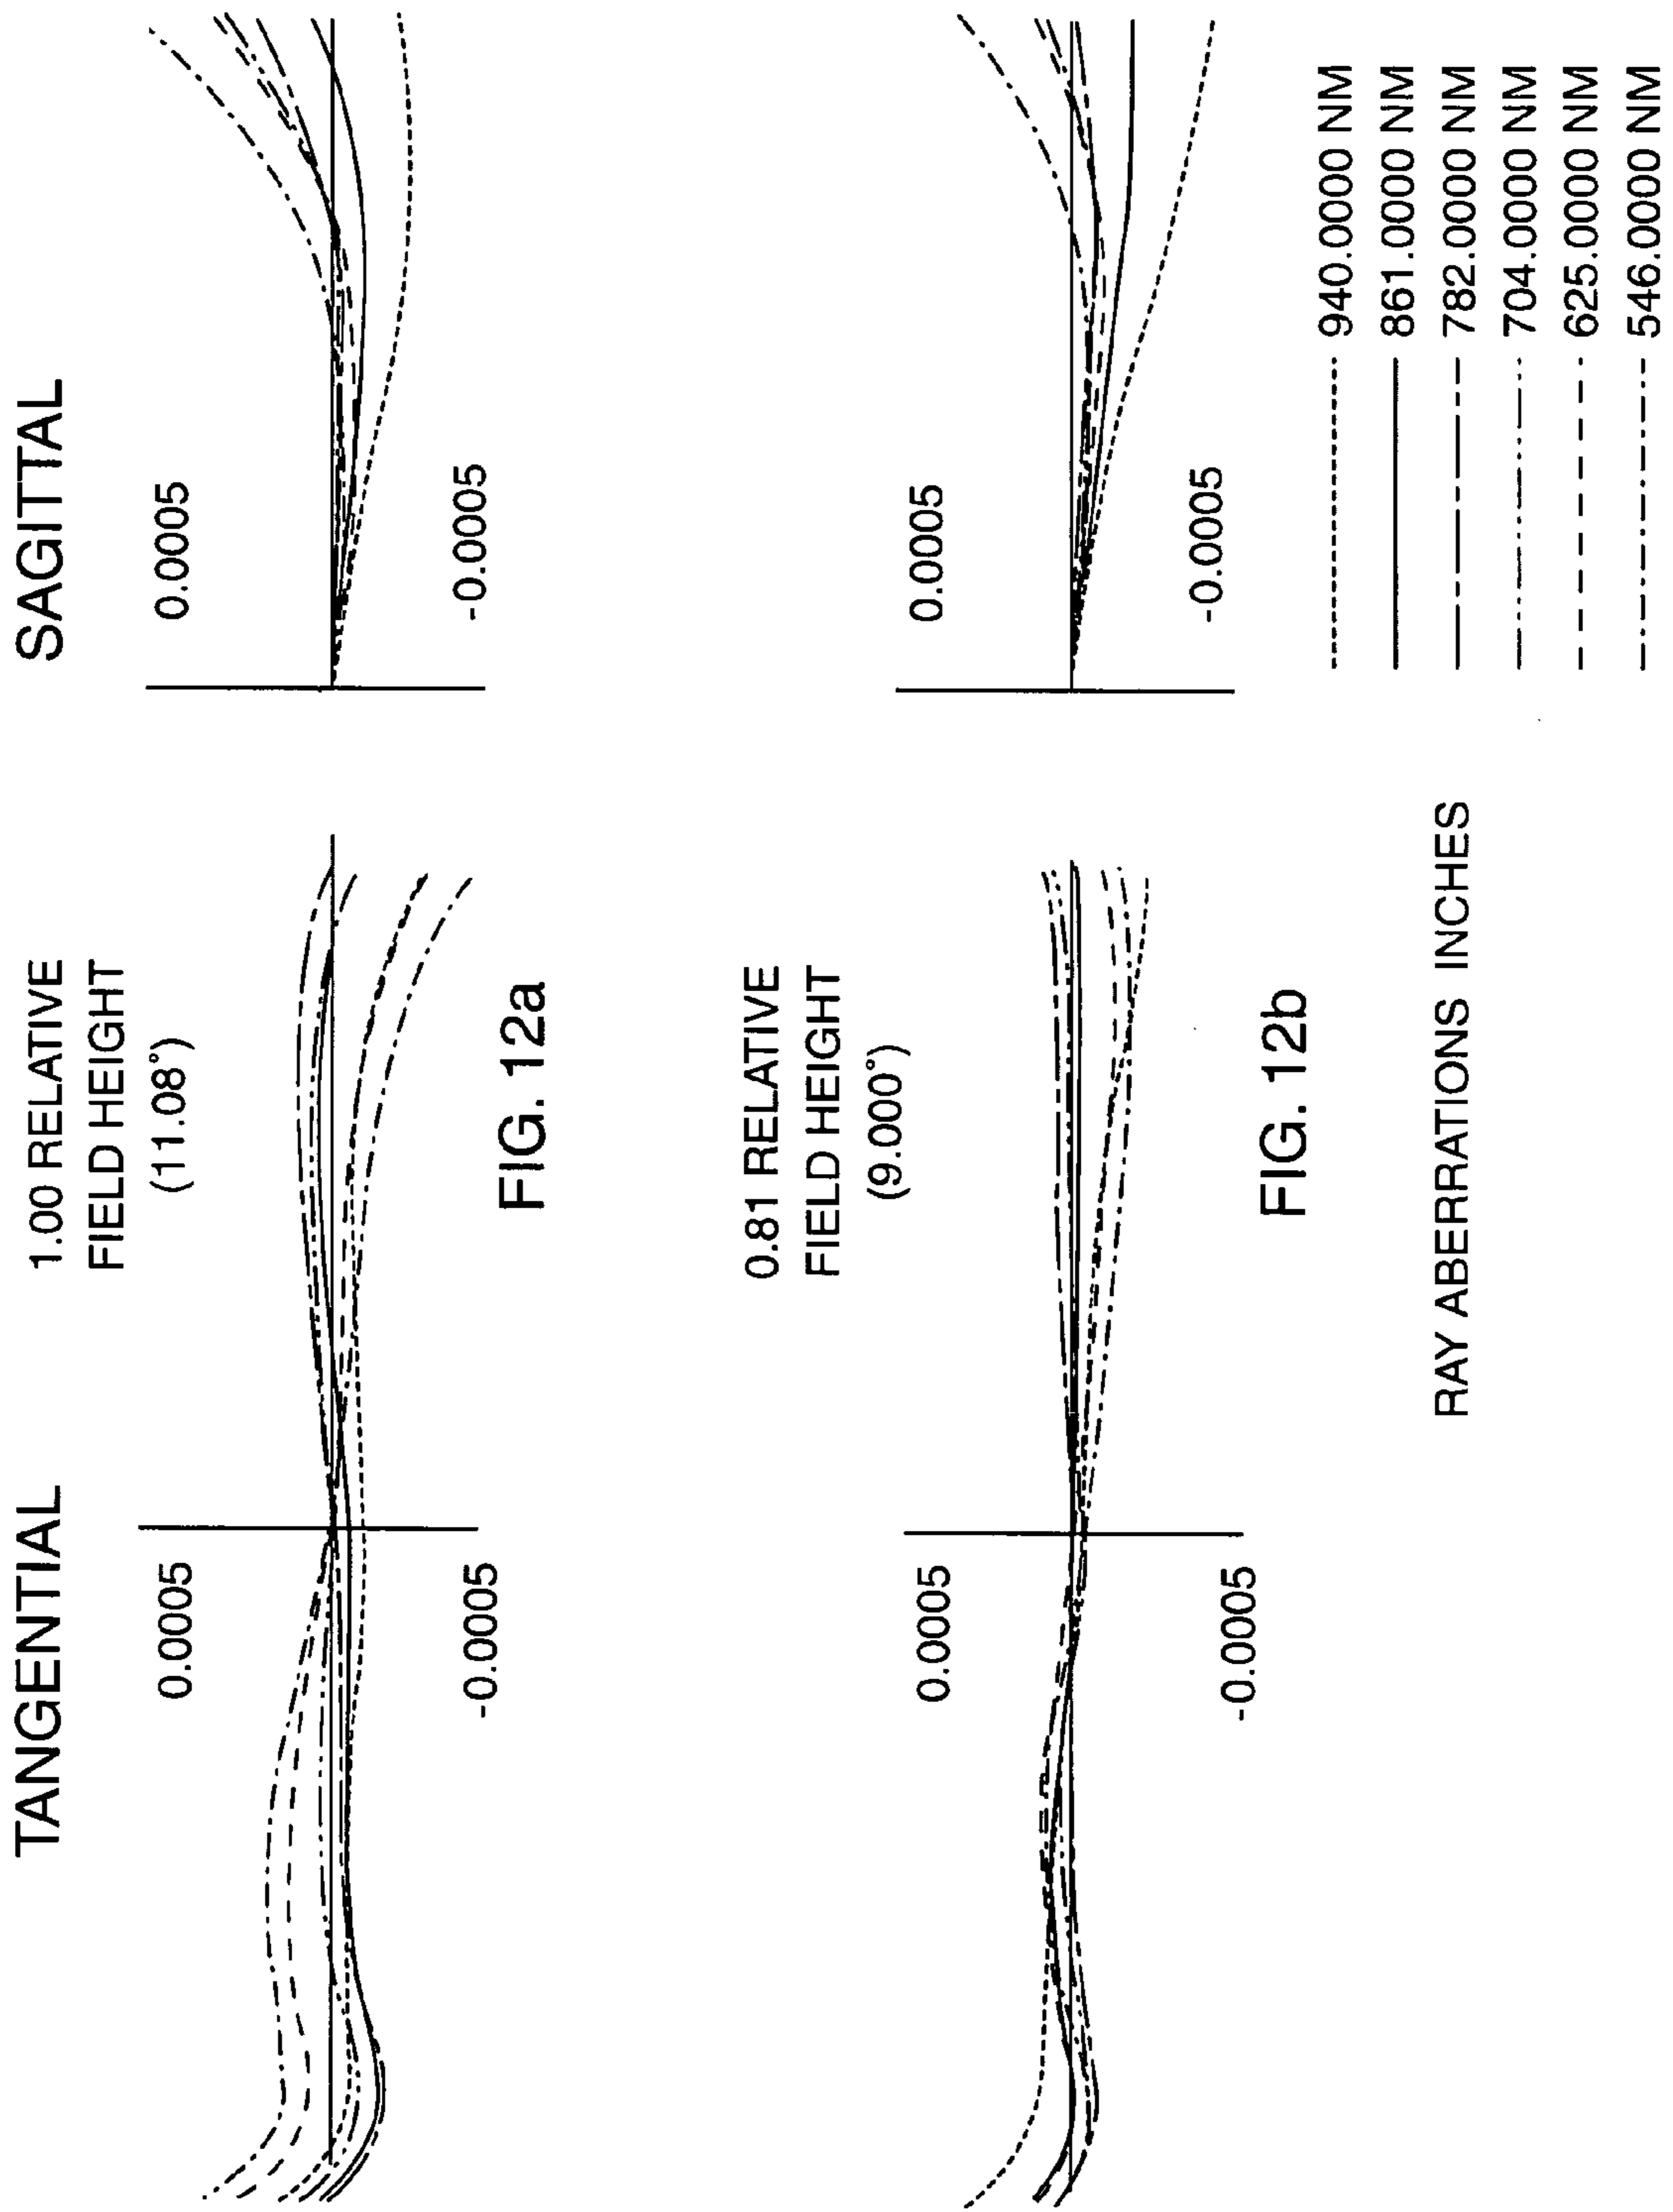 TANGENTIAL
1.00 RELATIVE
FIELD HEIGHT
(11.08°)
SAGITTAL
0.0005
-0.0005
0.0005
-0.0005
FIG. 12a
0.81 RELATIVE
FIELD HEIGHT
(9.000°)
0.0005
-0.0005
0.0005
-0.0005
FIG. 12b
RAY ABERRATIONS INCHES
940.0000 NM
861.0000 NM
782.0000 NM
704.0000 NM
625.0000 NM
546.0000 NM